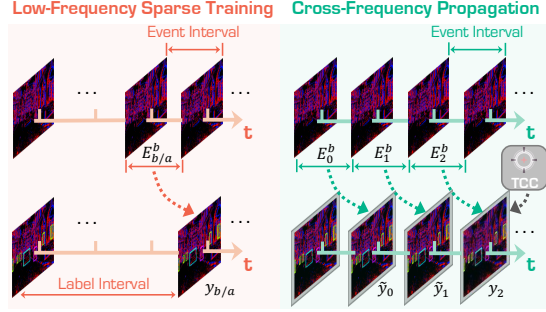 Low-Frequency Sparse Training
Event Interval
...
...
t
E^b_{b/a}
...
t
Label Interval
y_{b/a}
Cross-Frequency Propagation
Event Interval
...
t
E^b_0
E^b_1
E^b_2
TCC
...
t
ỹ_0
ỹ_1
y_2